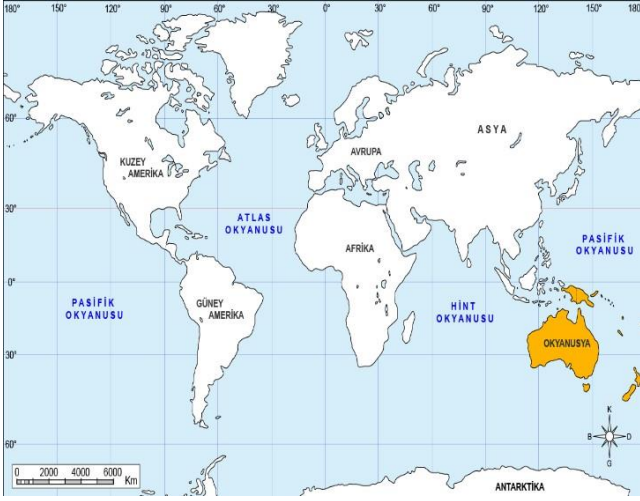 180° 150° 120° 90° 60° 30° 0° 30° 60° 90° 120° 150° 180°
60°
ASYA
AVRUPA
KUZEY
AMERİKA
30°
ATLAS
OKYANUSU
PASİFİK
OKYANUSU
AFRİKA
0°
PASİFİK
OKYANUSU
GÜNEY
AMERİKA
HİNT
OKYANUSU
OKYANUSYA
30°
K
B D
G
60°
0 2000 4000 6000
Km
ANTARKTİKA